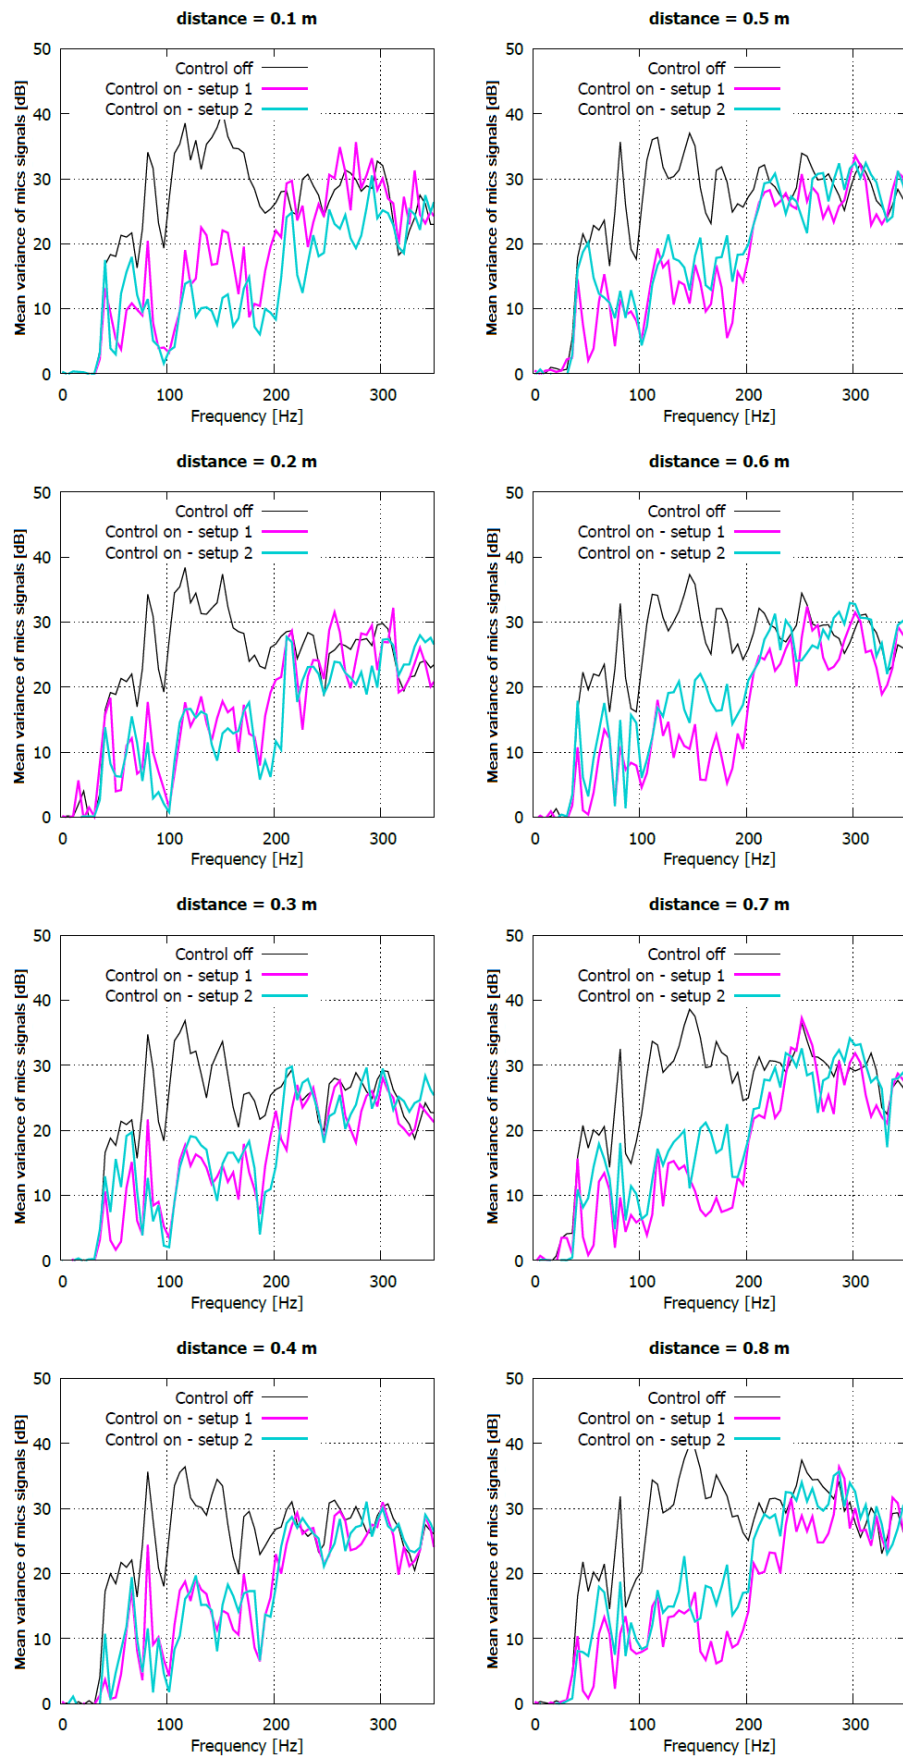 distance = 0.1 m
50
40
30
20
10
0
Mean variance of mics signals [dB]
Control off
Control on - setup 1
Control on - setup 2
0 100 200 300
Frequency [Hz]
distance = 0.5 m
50
40
30
20
10
0
Mean variance of mics signals [dB]
Control off
Control on - setup 1
Control on - setup 2
0 100 200 300
Frequency [Hz]
distance = 0.2 m
50
40
30
20
10
0
Mean variance of mics signals [dB]
Control off
Control on - setup 1
Control on - setup 2
0 100 200 300
Frequency [Hz]
distance = 0.6 m
50
40
30
20
10
0
Mean variance of mics signals [dB]
Control off
Control on - setup 1
Control on - setup 2
0 100 200 300
Frequency [Hz]
distance = 0.3 m
50
40
30
20
10
0
Mean variance of mics signals [dB]
Control off
Control on - setup 1
Control on - setup 2
0 100 200 300
Frequency [Hz]
distance = 0.7 m
50
40
30
20
10
0
Mean variance of mics signals [dB]
Control off
Control on - setup 1
Control on - setup 2
0 100 200 300
Frequency [Hz]
distance = 0.4 m
50
40
30
20
10
0
Mean variance of mics signals [dB]
Control off
Control on - setup 1
Control on - setup 2
0 100 200 300
Frequency [Hz]
distance = 0.8 m
50
40
30
20
10
0
Mean variance of mics signals [dB]
Control off
Control on - setup 1
Control on - setup 2
0 100 200 300
Frequency [Hz]